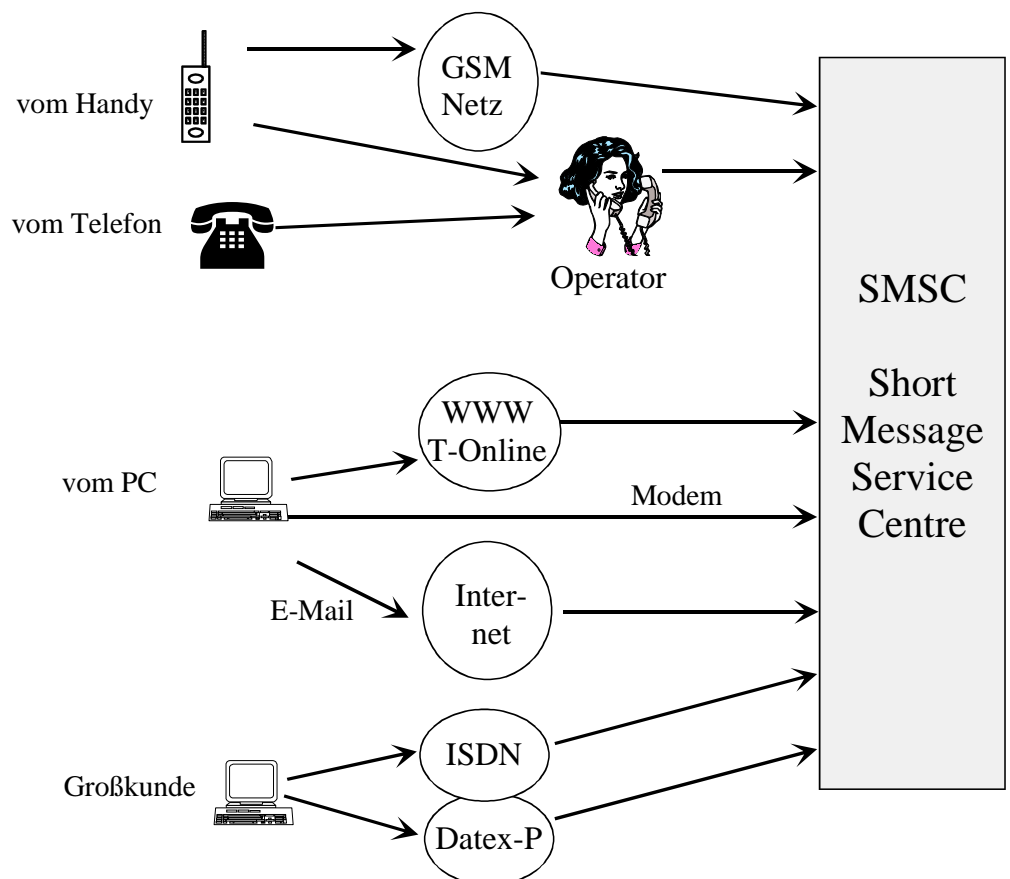 vom Handy
GSM
Netz
vom Telefon
Operator
SMSC
Short
Message
Service
Centre
WWW
T-Online
vom PC
Modem
E-Mail
Inter-
net
ISDN
Großkunde
Datex-P